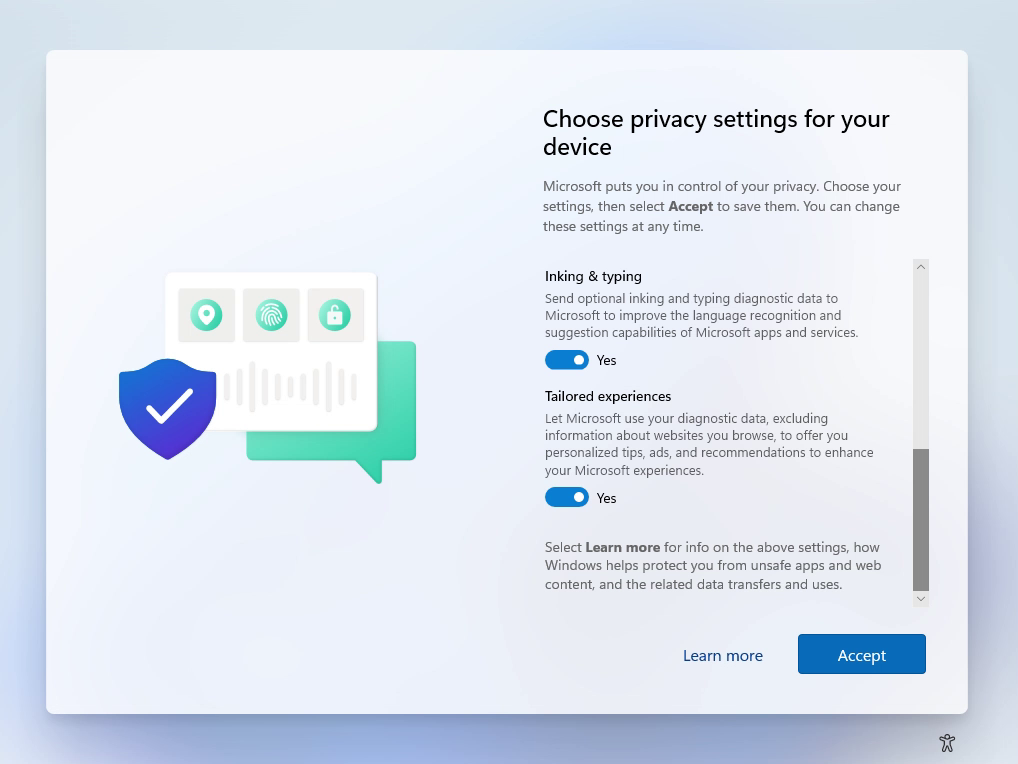 Choose privacy settings for your
device
Microsoft puts you in control of your privacy. Choose your
settings, then select Accept to save them. You can change
these settings at any time.
Inking & typing
Send optional inking and typing diagnostic data to
Microsoft to improve the language recognition and
suggestion capabilities of Microsoft apps and services.
Yes
Tailored experiences
Let Microsoft use your diagnostic data, excluding
information about websites you browse, to offer you
personalized tips, ads, and recommendations to enhance
your Microsoft experiences.
Yes
Select Learn more for info on the above settings, how
Windows helps protect you from unsafe apps and web
content, and the related data transfers and uses.
Learn more
Accept